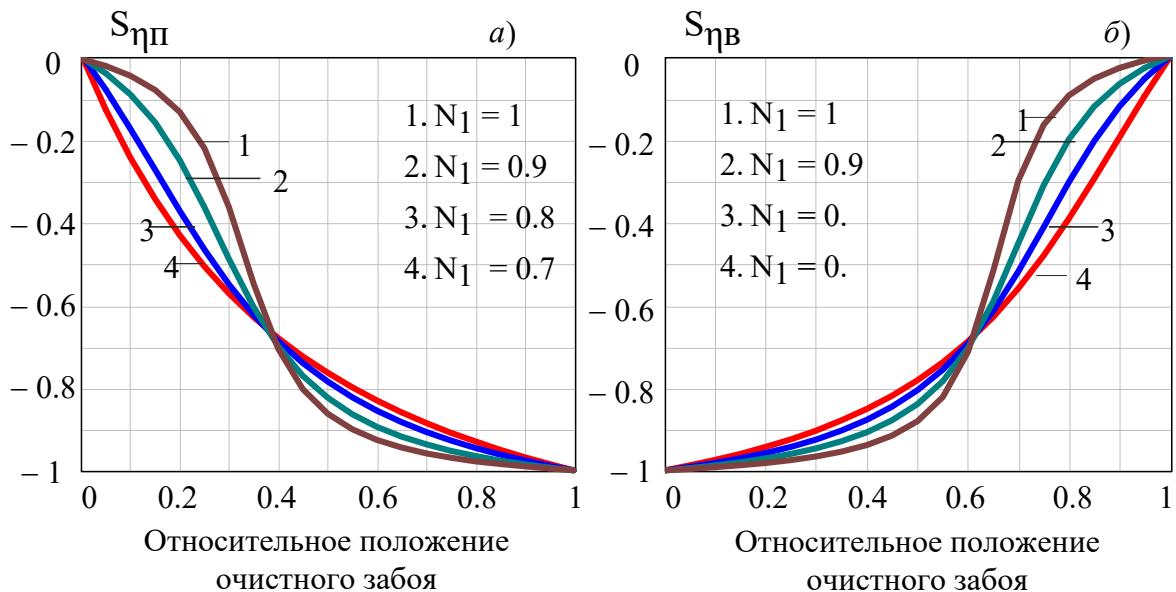 SηП а)
0
– 0.2
– 0.4
– 0.6
– 0.8
– 1
1. N1 = 1
2. N1 = 0.9
3. N1 = 0.8
4. N1 = 0.7
1
2
3
4
0 0.2 0.4 0.6 0.8 1
Относительное положение
очистного забоя
SηВ б)
0
– 0.2
– 0.4
– 0.6
– 0.8
– 1
1. N1 = 1
2. N1 = 0.9
3. N1 = 0.
4. N1 = 0.
1
2
3
4
0 0.2 0.4 0.6 0.8 1
Относительное положение
очистного забоя